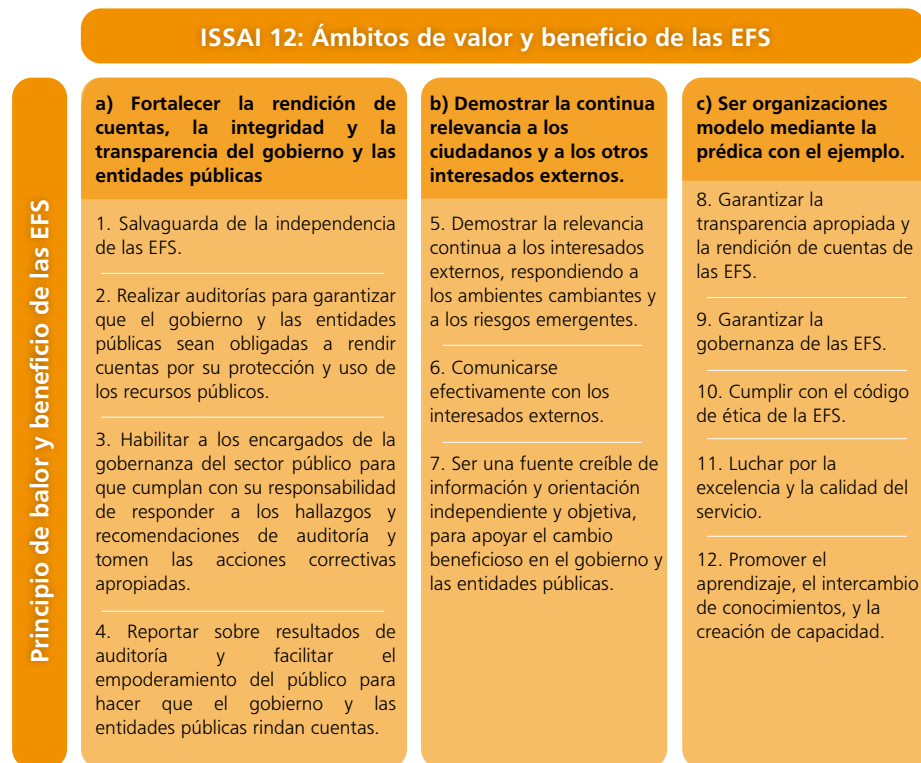 ISSAI 12: Ámbitos de valor y beneficio de las EFS
Principio de balor y beneficio de las EFS
a) Fortalecer la rendición de
cuentas, la integridad y la
transparencia del gobierno y las
entidades públicas
1. Salvaguarda de la independencia
de las EFS.
2. Realizar auditorías para garantizar
que el gobierno y las entidades
públicas sean obligadas a rendir
cuentas por su protección y uso de
los recursos públicos.
3. Habilitar a los encargados de la
gobernanza del sector público para
que cumplan con su responsabilidad
de responder a los hallazgos y
recomendaciones de auditoría y
tomen las acciones correctivas
apropiadas.
4. Reportar sobre resultados de
auditoría y facilitar el
empoderamiento del público para
hacer que el gobierno y las
entidades públicas rindan cuentas.
b) Demostrar la continua
relevancia a los
ciudadanos y a los otros
interesados externos.
5. Demostrar la relevancia
continua a los interesados
externos, respondiendo a
los ambientes cambiantes y
a los riesgos emergentes.
6. Comunicarse
efectivamente con los
interesados externos.
7. Ser una fuente creíble de
información y orientación
independiente y objetiva,
para apoyar el cambio
beneficioso en el gobierno y
las entidades públicas.
c) Ser organizaciones
modelo mediante la
prédica con el ejemplo.
8. Garantizar la
transparencia apropiada y
la rendición de cuentas de
las EFS.
9. Garantizar la
gobernanza de las EFS.
10. Cumplir con el código
de ética de la EFS.
11. Luchar por la
excelencia y la calidad del
servicio.
12. Promover el
aprendizaje, el intercambio
de conocimientos, y la
creación de capacidad.